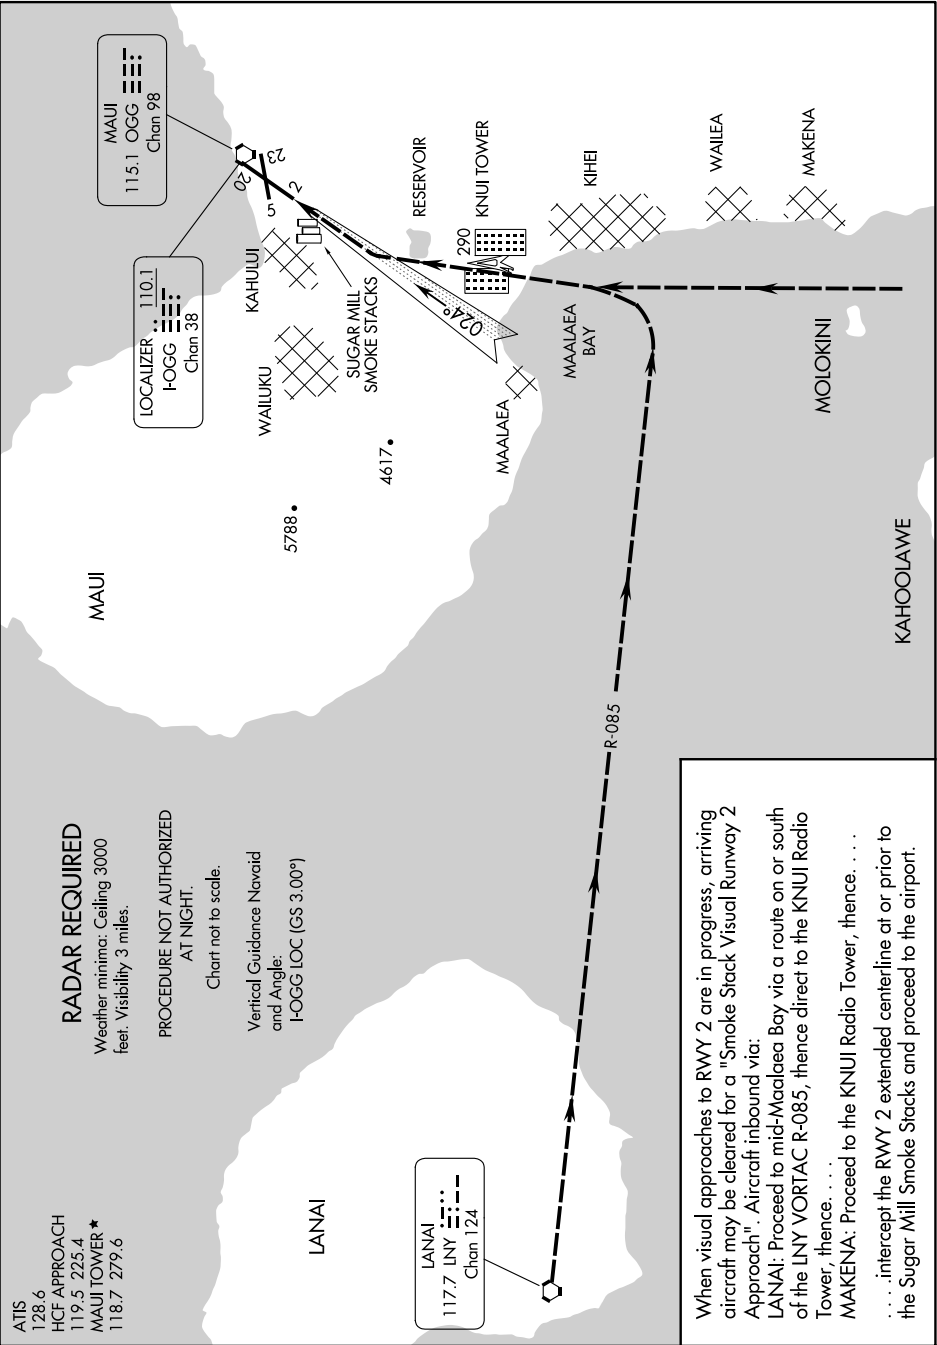 ATIS
128.6
HCF APPROACH
119.5 225.4
MAUI TOWER ★
118.7 279.6
RADAR REQUIRED
Weather minima: Ceiling 3000
feet. Visibility 3 miles.
PROCEDURE NOT AUTHORIZED
AT NIGHT.
Chart not to scale.
Vertical Guidance Navaid
and Angle:
I-OGG LOC (GS 3.00°)
MAUI
LOCALIZER 110.1
I-OGG
Chan 38
MAUI
115.1 OGG
Chan 98
20
23
5
2
KAHULUI
WAILUKU
SUGAR MILL
SMOKE STACKS
5788
4617
024°
RESERVOIR
KNUI TOWER
290
MAALAEA
MAALAEA
BAY
KIHEI
WAILEA
MAKENA
MOLOKINI
KAHOOLAWE
R-085
LANAI
LANAI
117.7 LNY
Chan 124
When visual approaches to RWY 2 are in progress, arriving
aircraft may be cleared for a "Smoke Stack Visual Runway 2
Approach". Aircraft inbound via:
LANAI: Proceed to mid-Maalaea Bay via a route on or south
of the LNY VORTAC R-085, thence direct to the KNUI Radio
Tower, thence. . . .
MAKENA: Proceed to the KNUI Radio Tower, thence. . . .
. . . .intercept the RWY 2 extended centerline at or prior to
the Sugar Mill Smoke Stacks and proceed to the airport.